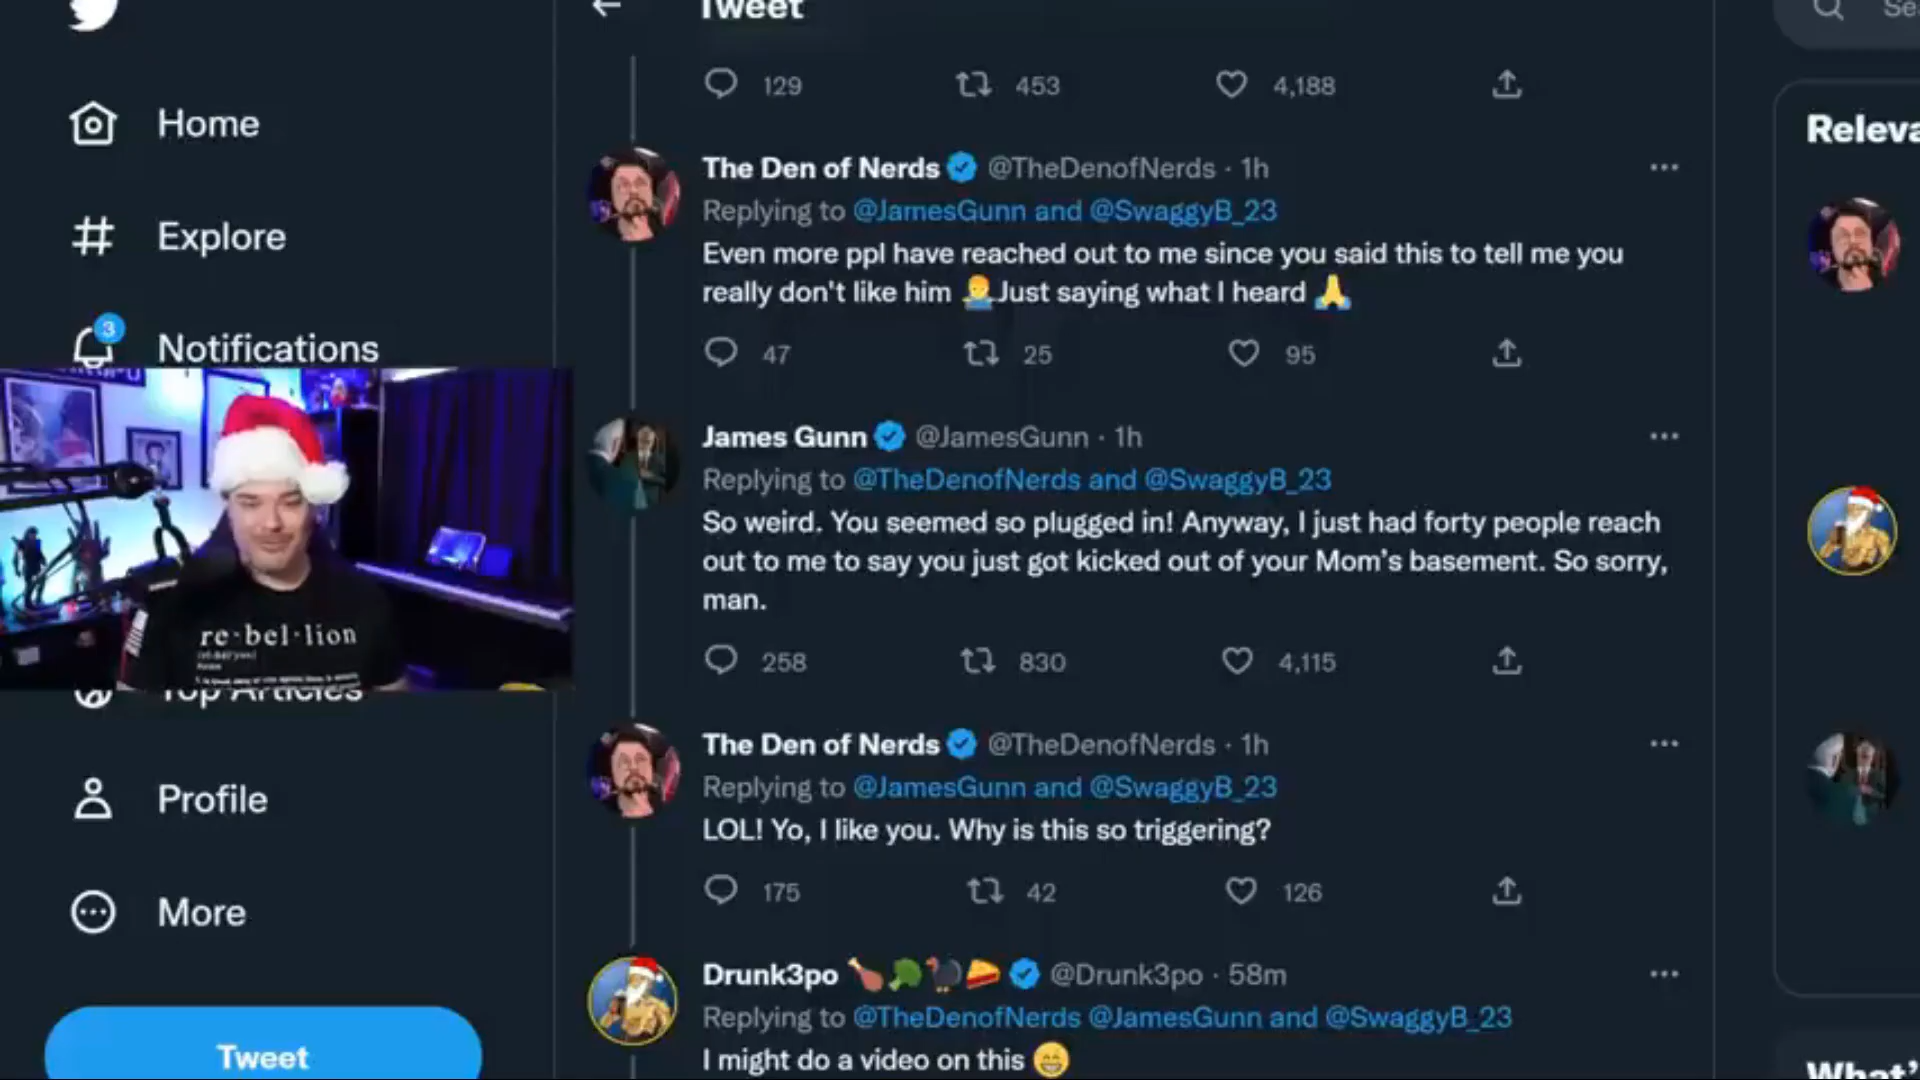 Tweet
129 453 4,188
Sea
Home
Explore
3
Notifications
Top Articles
Profile
More
Tweet
The Den of Nerds @TheDenofNerds · 1h
Replying to @JamesGunn and @SwaggyB_23
Even more ppl have reached out to me since you said this to tell me you
really don't like him 🤷‍♂️Just saying what I heard 🙏
47 25 95
James Gunn @JamesGunn · 1h
Replying to @TheDenofNerds and @SwaggyB_23
So weird. You seemed so plugged in! Anyway, I just had forty people reach
out to me to say you just got kicked out of your Mom's basement. So sorry,
man.
258 830 4,115
The Den of Nerds @TheDenofNerds · 1h
Replying to @JamesGunn and @SwaggyB_23
LOL! Yo, I like you. Why is this so triggering?
175 42 126
Drunk3po 🍗🥦🦃🥧 @Drunk3po · 58m
Replying to @TheDenofNerds @JamesGunn and @SwaggyB_23
I might do a video on this 😁
re·bel·lion
Releva
What'